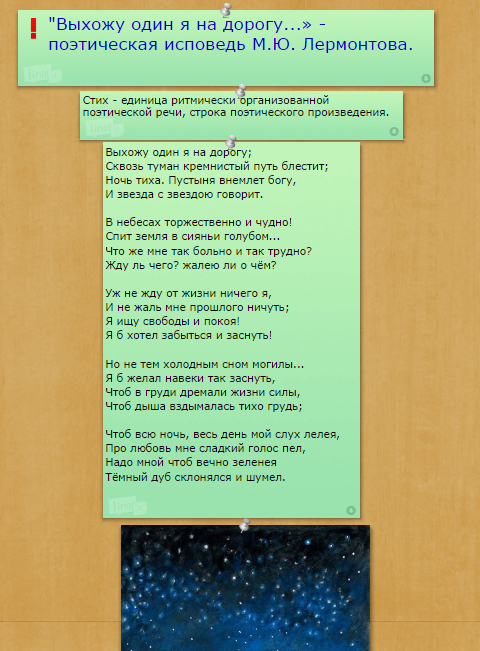 ! "Выхожу один я на дорогу...» -
поэтическая исповедь М.Ю. Лермонтова.
Стих - единица ритмически организованной
поэтической речи, строка поэтического произведения.
Выхожу один я на дорогу;
Сквозь туман кремнистый путь блестит;
Ночь тиха. Пустыня внемлет богу,
И звезда с звездою говорит.
В небесах торжественно и чудно!
Спит земля в сияньи голубом...
Что же мне так больно и так трудно?
Жду ль чего? жалею ли о чём?
Уж не жду от жизни ничего я,
И не жаль мне прошлого ничуть;
Я ищу свободы и покоя!
Я б хотел забыться и заснуть!
Но не тем холодным сном могилы...
Я б желал навеки так заснуть,
Чтоб в груди дремали жизни силы,
Чтоб дыша вздымалась тихо грудь;
Чтоб всю ночь, весь день мой слух лелея,
Про любовь мне сладкий голос пел,
Надо мной чтоб вечно зеленея
Тёмный дуб склонялся и шумел.